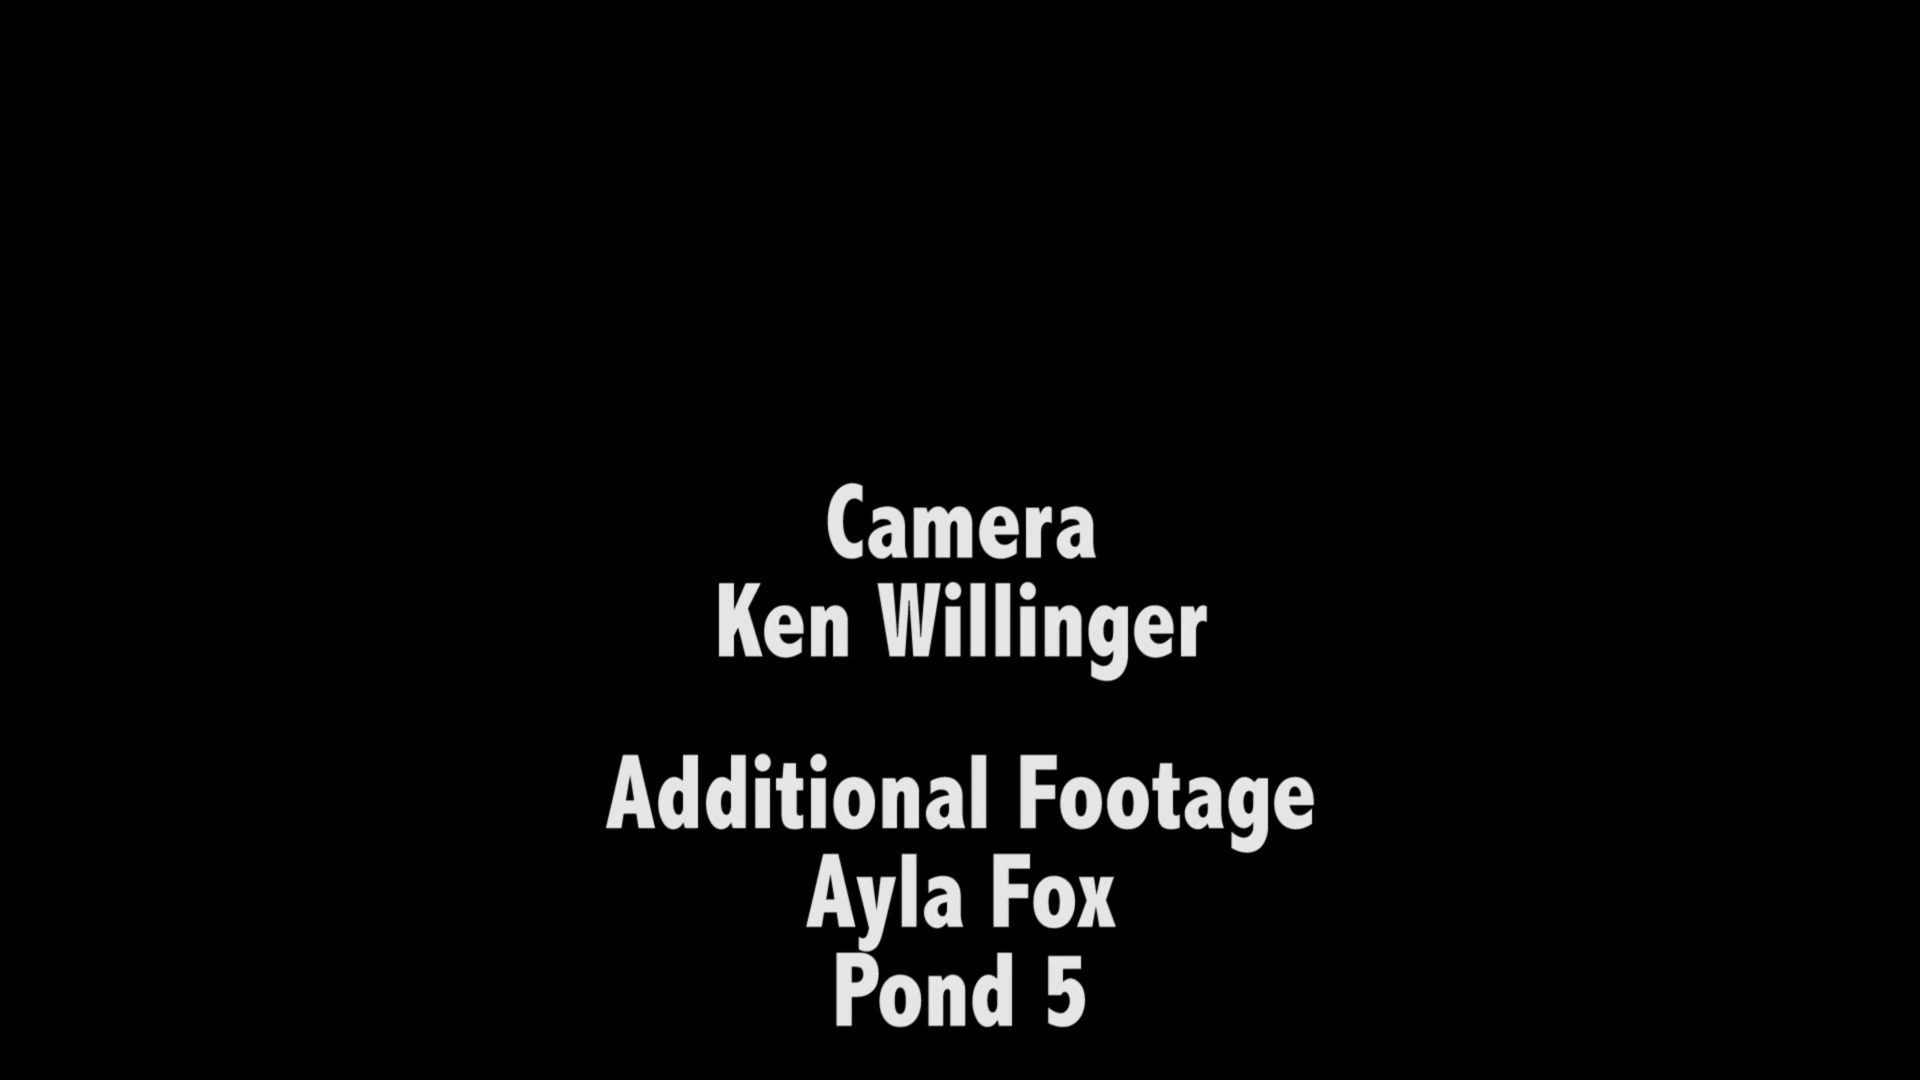 Camera
Ken Willinger
Additional Footage
Ayla Fox
Pond 5